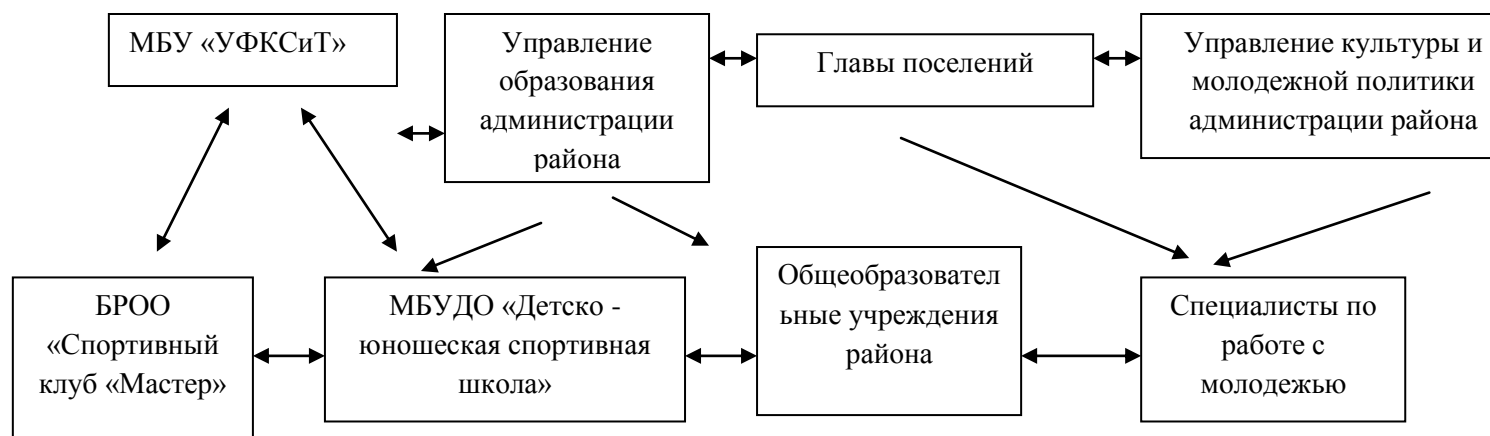 МБУ «УФКСиТ»
Управление
образования
администрации
района
Главы поселений
Управление культуры и
молодежной политики
администрации района
БРОО
«Спортивный
клуб «Мастер»
МБУДО «Детско -
юношеская спортивная
школа»
Общеобразовател
ьные учреждения
района
Специалисты по
работе с
молодежью